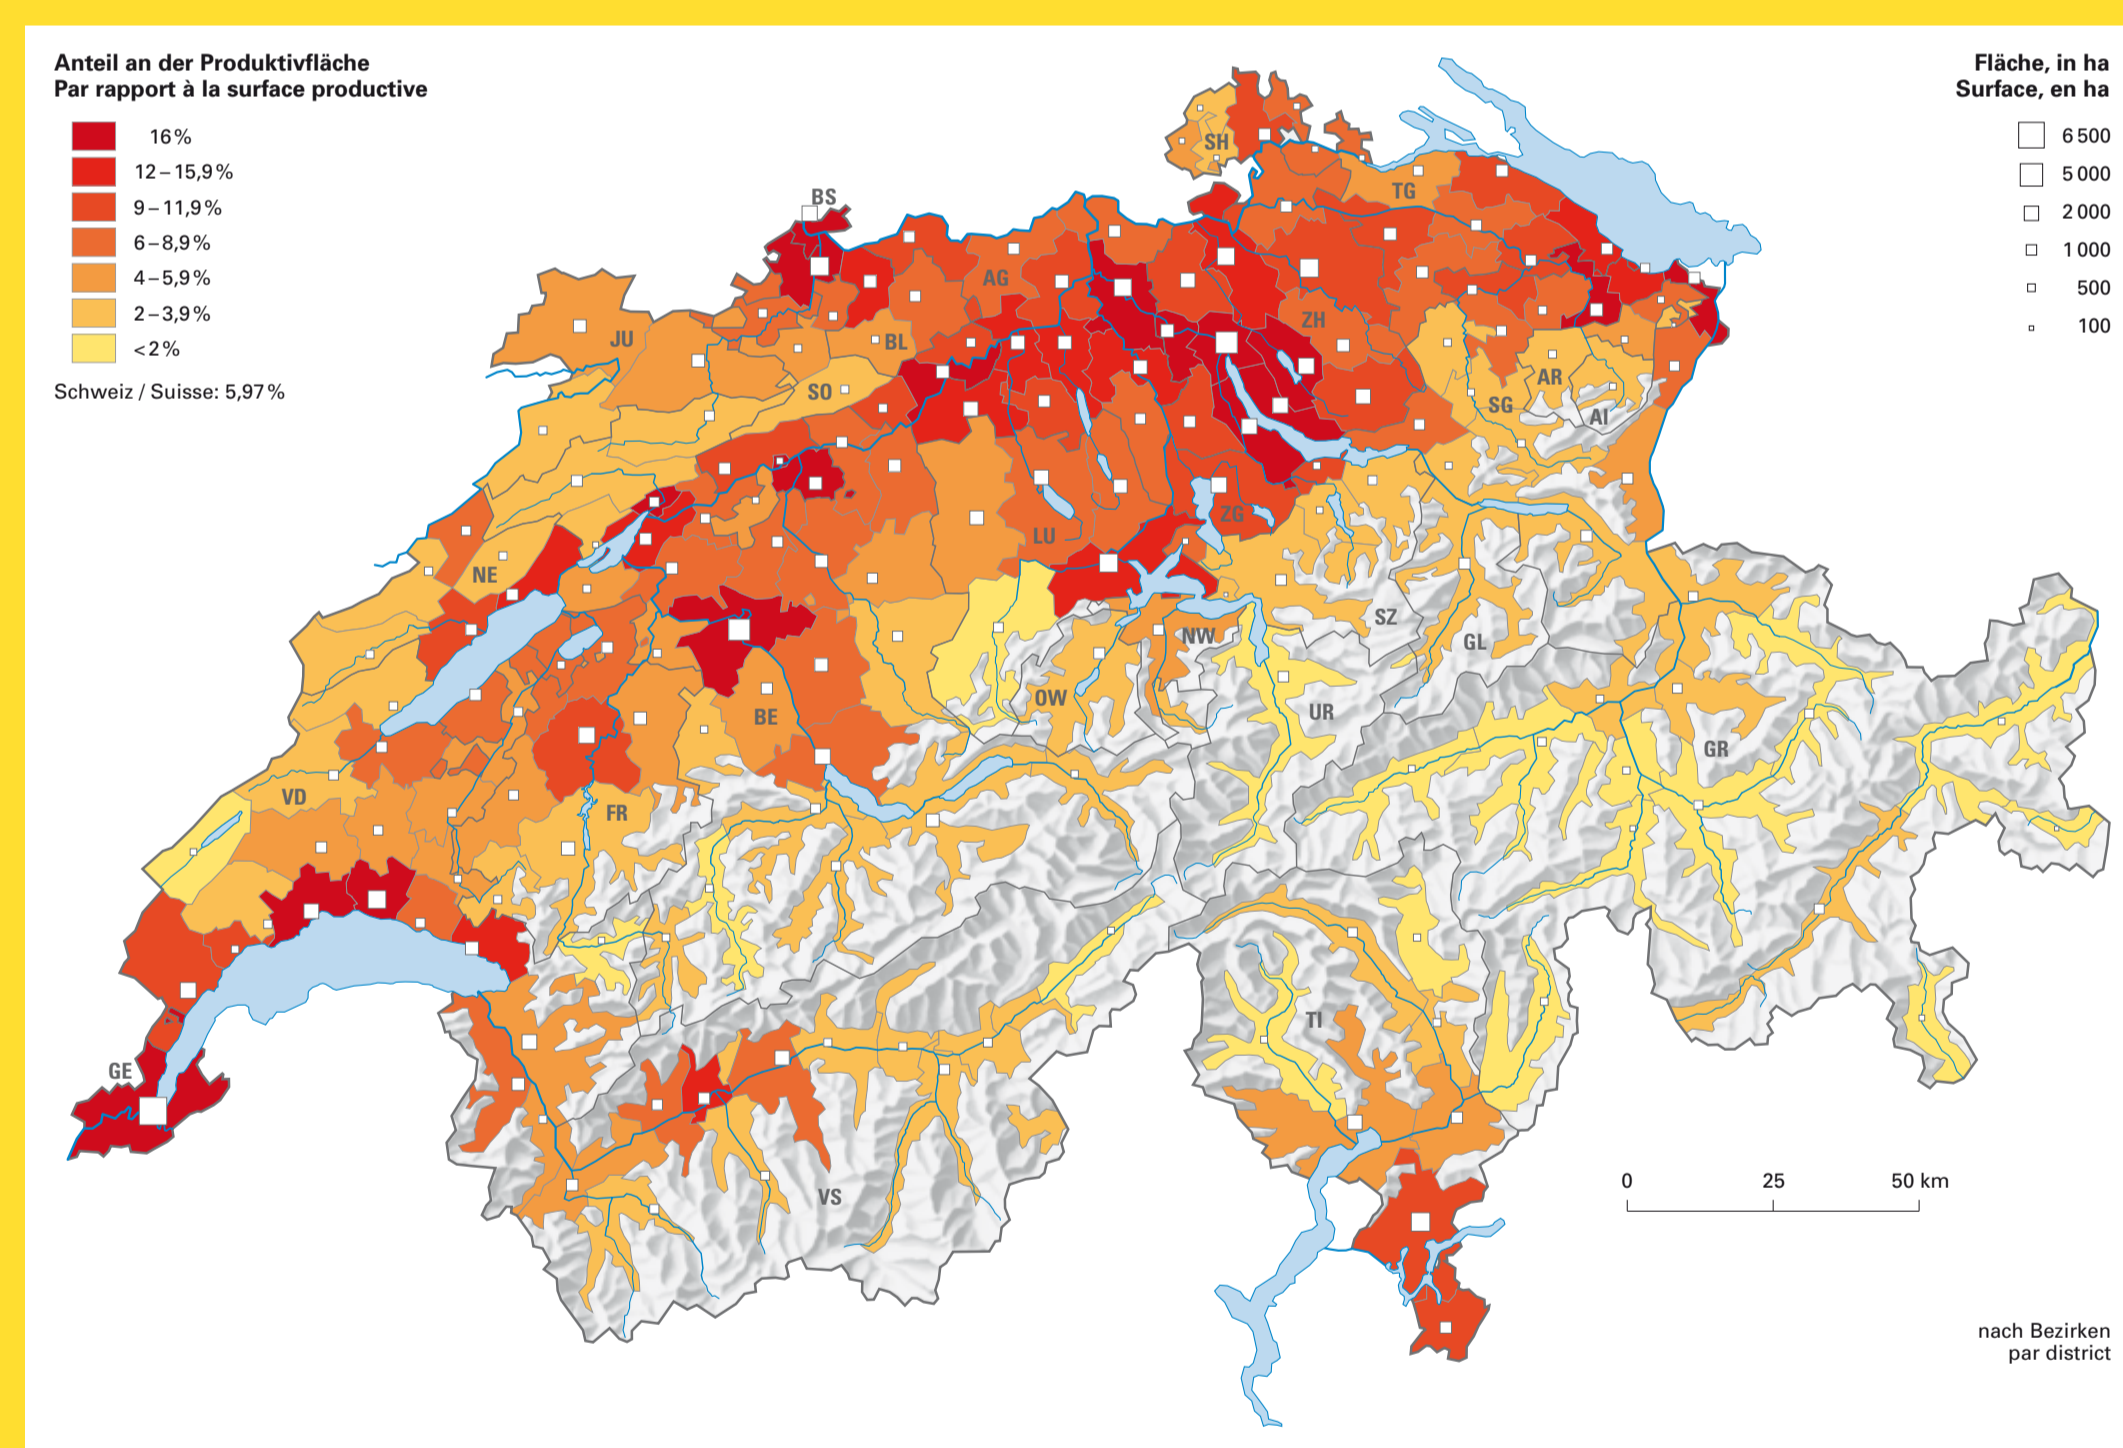 Anteil an der Produktivfläche
Par rapport à la surface productive
16%
12–15,9%
9–11,9%
6–8,9%
4–5,9%
2–3,9%
<2%
Schweiz / Suisse: 5,97%
Fläche, in ha
Surface, en ha
6 500
5 000
2 000
1 000
500
100
SH
BS
TG
AG
ZH
JU
BL
SO
AR
SG
AI
LU
ZG
NE
SZ
NW
GL
OW
UR
BE
GR
VD
FR
TI
GE
VS
0 25 50 km
nach Bezirken
par district